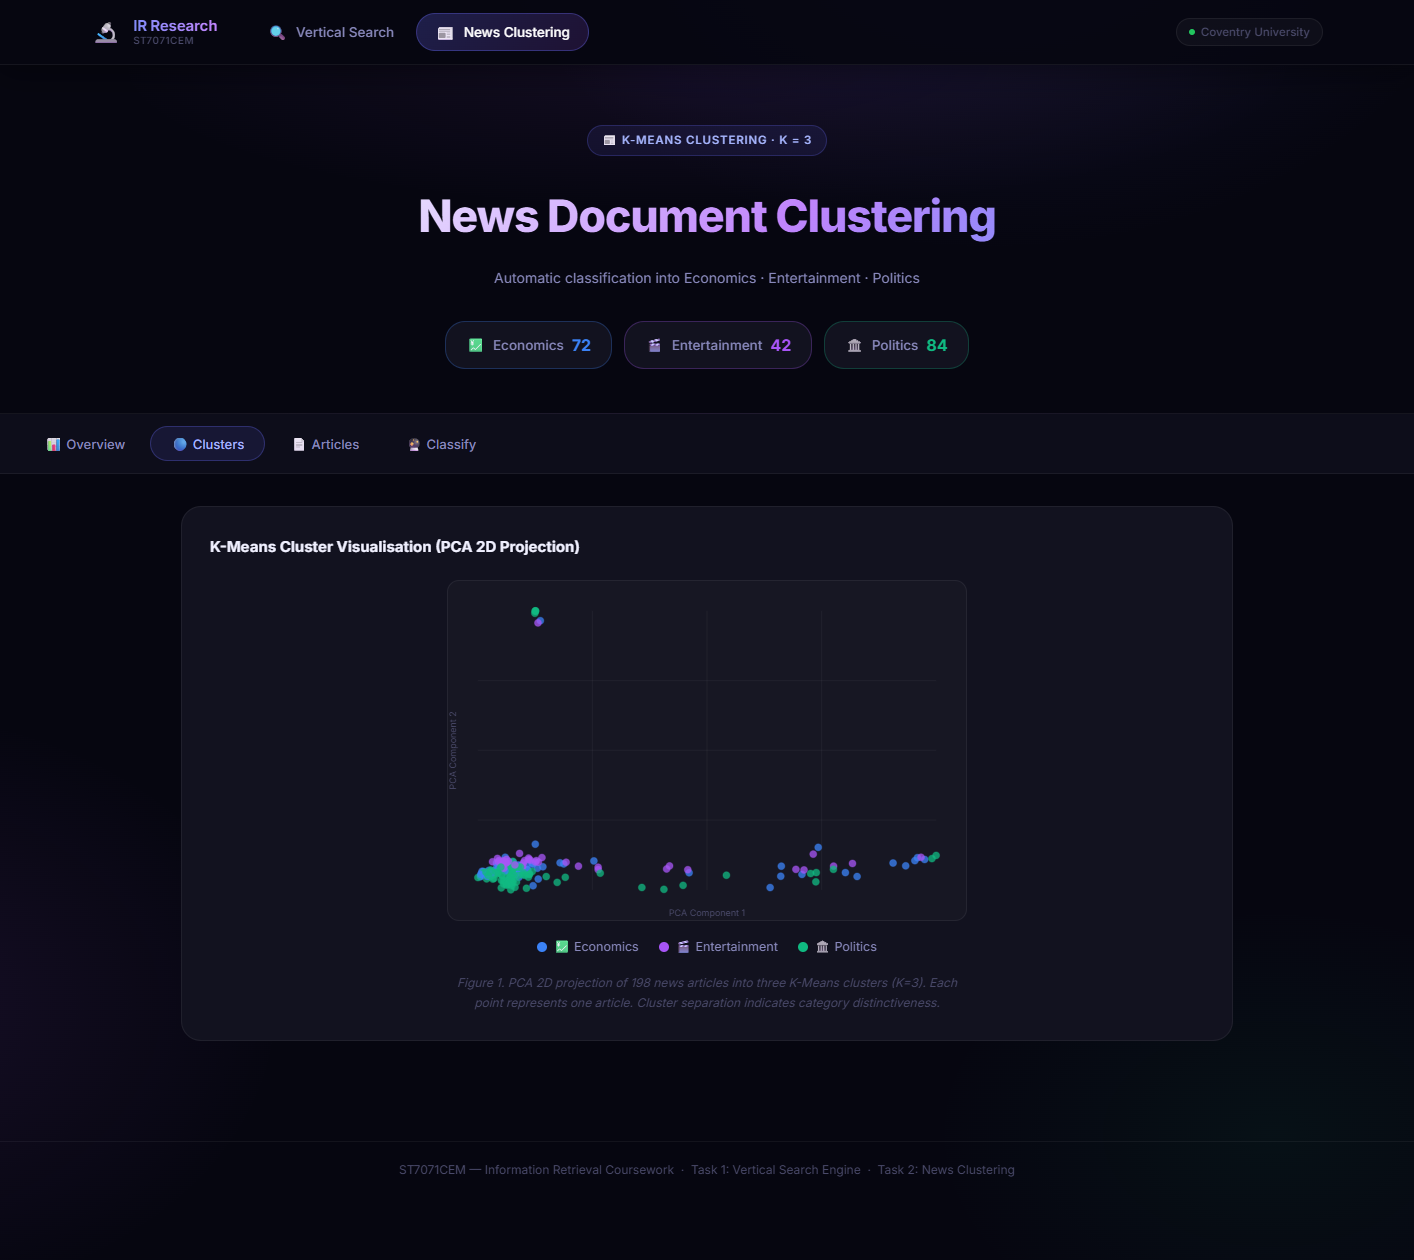 IR Research
ST7071CEM
Vertical Search
News Clustering
Coventry University
K-MEANS CLUSTERING · K = 3
News Document Clustering
Automatic classification into Economics · Entertainment · Politics
Economics 72
Entertainment 42
Politics 84
Overview
Clusters
Articles
Classify
K-Means Cluster Visualisation (PCA 2D Projection)
PCA Component 2
PCA Component 1
Economics
Entertainment
Politics
Figure 1. PCA 2D projection of 198 news articles into three K-Means clusters (K=3). Each
point represents one article. Cluster separation indicates category distinctiveness.
ST7071CEM — Information Retrieval Coursework · Task 1: Vertical Search Engine · Task 2: News Clustering